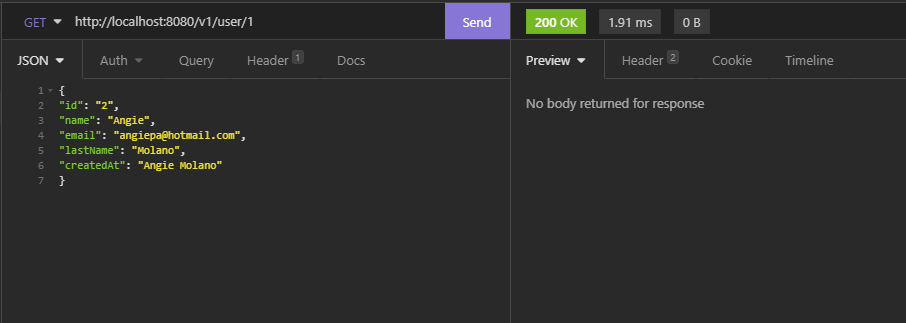 GET http://localhost:8080/v1/user/1 Send 200 OK 1.91 ms 0 B
JSON Auth Query Header 1 Docs Preview Header 2 Cookie Timeline
1 {
2 "id": "2",
3 "name": "Angie",
4 "email": "angiepa@hotmail.com",
5 "lastName": "Molano",
6 "createdAt": "Angie Molano"
7 }
No body returned for response